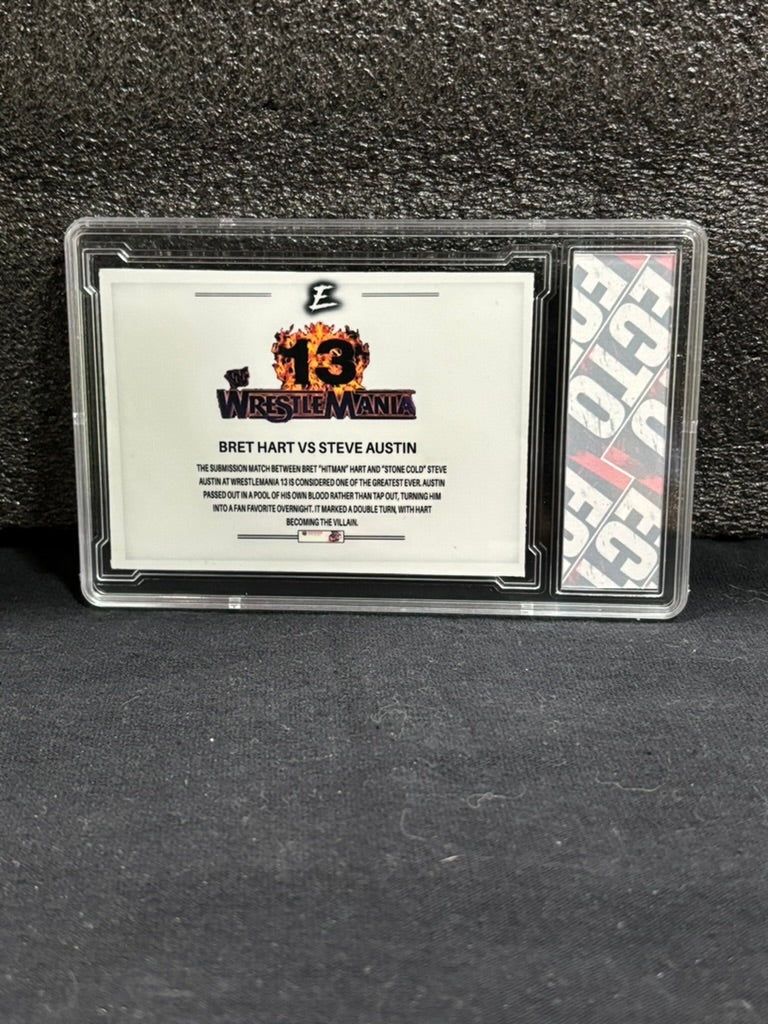 E
13
WRESTLEMANIA
BRET HART VS STEVE AUSTIN
THE SUBMISSION MATCH BETWEEN BRET "HITMAN" HART AND "STONE COLD" STEVE
AUSTIN AT WRESTLEMANIA 13 IS CONSIDERED ONE OF THE GREATEST EVER. AUSTIN
PASSED OUT IN A POOL OF HIS OWN BLOOD RATHER THAN TAP OUT, TURNING HIM
INTO A FAN FAVORITE OVERNIGHT. IT MARKED A DOUBLE TURN, WITH HART
BECOMING THE VILLAIN.
ECTO
ECTO
ECT